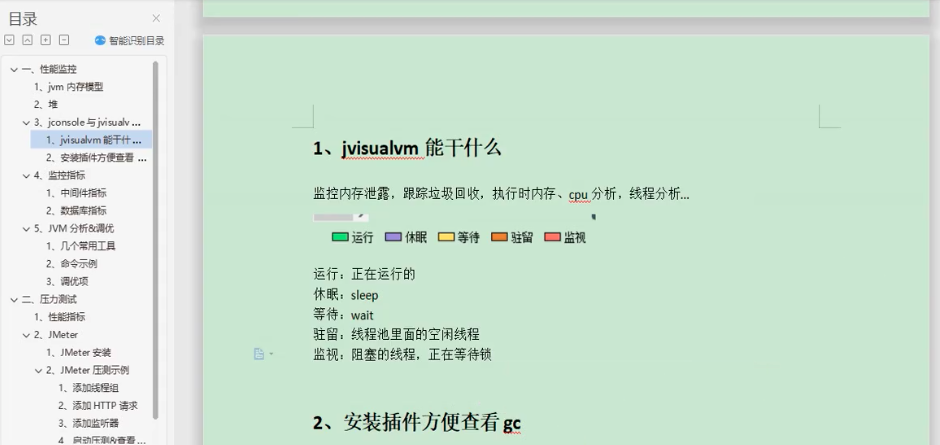 目录
智能识别目录
一、性能监控
1、jvm 内存模型
2、堆
3、jconsole 与 jvisualv ...
1、jvisualvm 能干什...
2、安装插件方便查看 ...
4、监控指标
1、中间件指标
2、数据库指标
5、JVM 分析&调优
1、几个常用工具
2、命令示例
3、调优项
二、压力测试
1、性能指标
2、JMeter
1、JMeter 安装
2、JMeter 压测示例
1、添加线程组
2、添加 HTTP 请求
3、添加监听器
4、启动压测&查看...
1、jvisualvm 能干什么
监控内存泄露，跟踪垃圾回收，执行时内存、cpu 分析，线程分析...
运行 休眠 等待 驻留 监视
运行：正在运行的
休眠：sleep
等待：wait
驻留：线程池里面的空闲线程
监视：阻塞的线程，正在等待锁
2、安装插件方便查看 gc